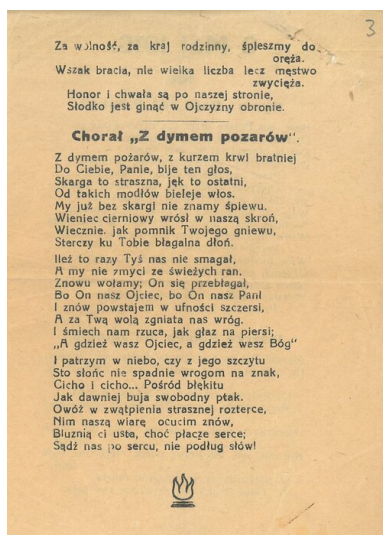 3
Za wolność, za kraj rodzinny, śpieszmy do
oręża.
Wszak bracia, nie wielka liczba lecz męstwo
zwycięża.
Honor i chwała są po naszej stronie,
Słodko jest ginąć w Ojczyzny obronie.
Chorał „Z dymem pozarów".
Z dymem pożarów, z kurzem krwi bratniej
Do Ciebie, Panie, bije ten głos,
Skarga to straszna, jęk to ostatni,
Od takich modłów bieleje włos.
My już bez skargi nie znamy śpiewu.
Wieniec cierniowy wrósł w naszą skroń,
Wiecznie. jak pomnik Twojego gniewu,
Sterczy ku Tobie błagalna dłoń.
Ileż to razy Tyś nas nie smagał,
A my nie zmyci ze świeżych ran,
Znowu wołamy; On się przebłagał,
Bo On nasz Ojciec, bo On nasz Pan!
I znów powstajem w ufności szczersi,
A za Twą wolą zgniata nas wróg.
I śmiech nam rzuca, jak głaz na piersi;
„A gdzież wasz Ojciec, a gdzież wasz Bóg"
I patrzym w niebo, czy z jego szczytu
Sto słońc nie spadnie wrogom na znak,
Cicho i cicho... Pośród błękitu
Jak dawniej buja swobodny ptak.
Owóż w zwątpienia strasznej rozterce,
Nim naszą wiarę ocucim znów,
Bluznią ci usta, choć płacze serce;
Sądź nas po sercu, nie podług słów!